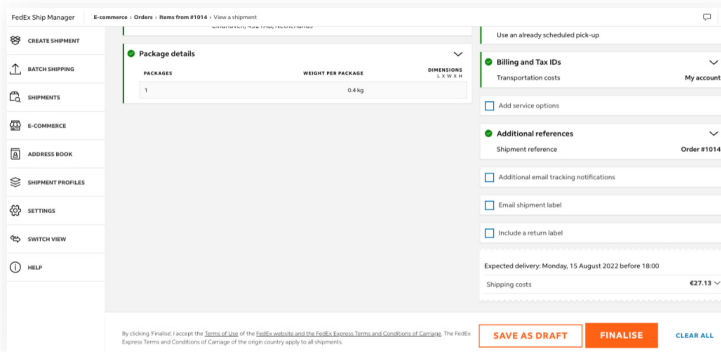 FedEx Ship Manager
E-commerce › Orders › Items from #1014 › View a shipment
CREATE SHIPMENT
BATCH SHIPPING
SHIPMENTS
E-COMMERCE
ADDRESS BOOK
SHIPMENT PROFILES
SETTINGS
SWITCH VIEW
HELP
Package details
PACKAGES WEIGHT PER PACKAGE DIMENSIONS
L X W X H
1 0.4 kg
Use an already scheduled pick-up
Billing and Tax IDs
Transportation costs My account
Add service options
Additional references
Shipment reference Order #1014
Additional email tracking notifications
Email shipment label
Include a return label
Expected delivery: Monday, 15 August 2022 before 18:00
Shipping costs €27.13
By clicking 'Finalise', I accept the Terms of Use of the FedEx website and the FedEx Express Terms and Conditions of Carriage. The FedEx
Express Terms and Conditions of Carriage of the origin country apply to all shipments.
SAVE AS DRAFT
FINALISE
CLEAR ALL